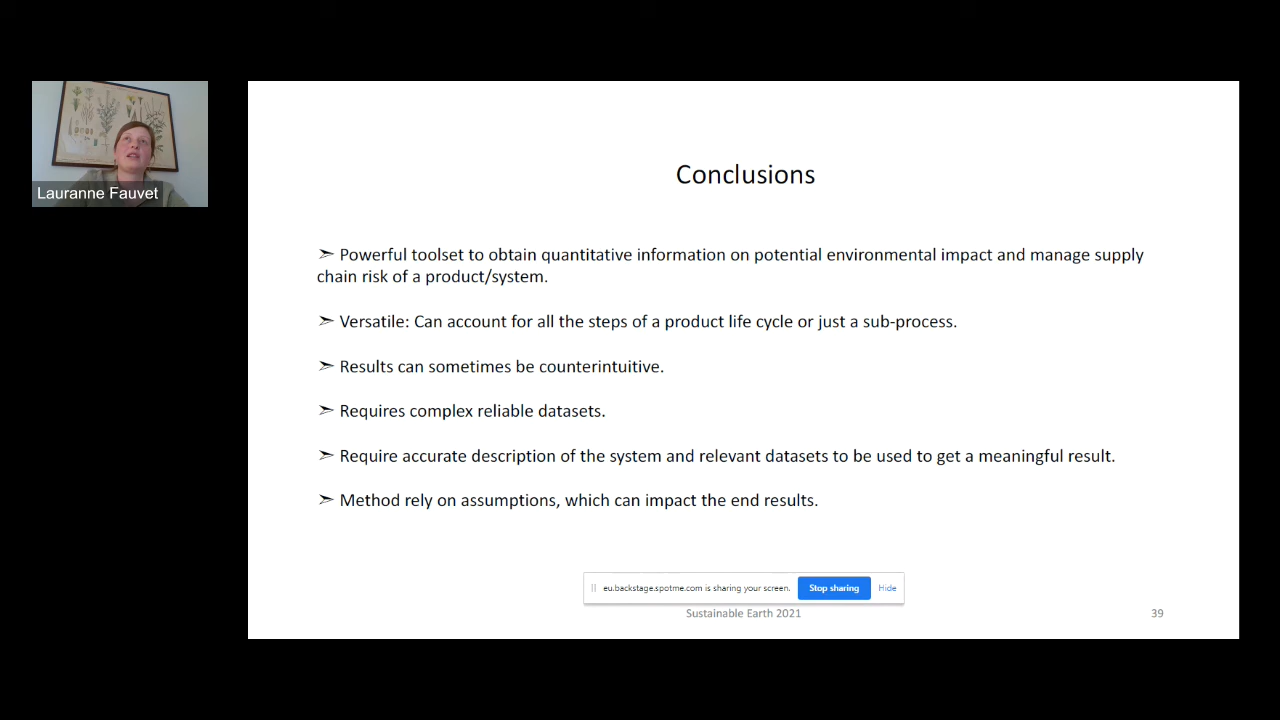 Lauranne Fauvet
Conclusions
➢ Powerful toolset to obtain quantitative information on potential environmental impact and manage supply
chain risk of a product/system.
➢ Versatile: Can account for all the steps of a product life cycle or just a sub-process.
➢ Results can sometimes be counterintuitive.
➢ Requires complex reliable datasets.
➢ Require accurate description of the system and relevant datasets to be used to get a meaningful result.
➢ Method rely on assumptions, which can impact the end results.
eu.backstage.spotme.com is sharing your screen. Stop sharing Hide
Sustainable Earth 2021 39